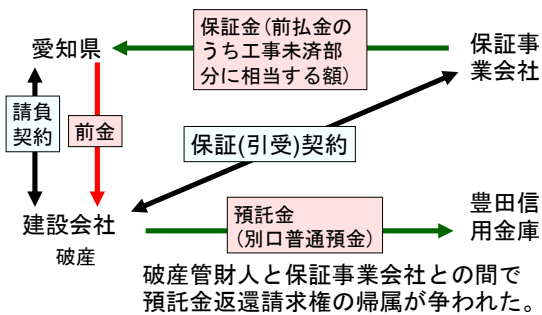 保証金(前払金の
うち工事未済部
分に相当する額)
愛知県
保証事
業会社
請負
契約
前金
保証(引受)契約
建設会社
破産
預託金
(別口普通預金)
豊田信
用金庫
破産管財人と保証事業会社との間で
預託金返還請求権の帰属が争われた。